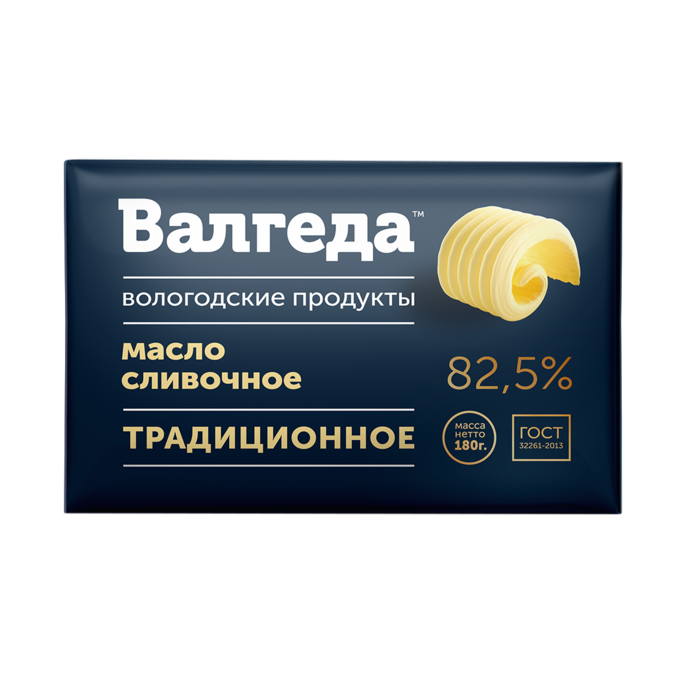 Валгеда™
вологодские продукты
масло
сливочное
82,5%
ТРАДИЦИОННОЕ
масса
нетто
180г.
ГОСТ
32261-2013